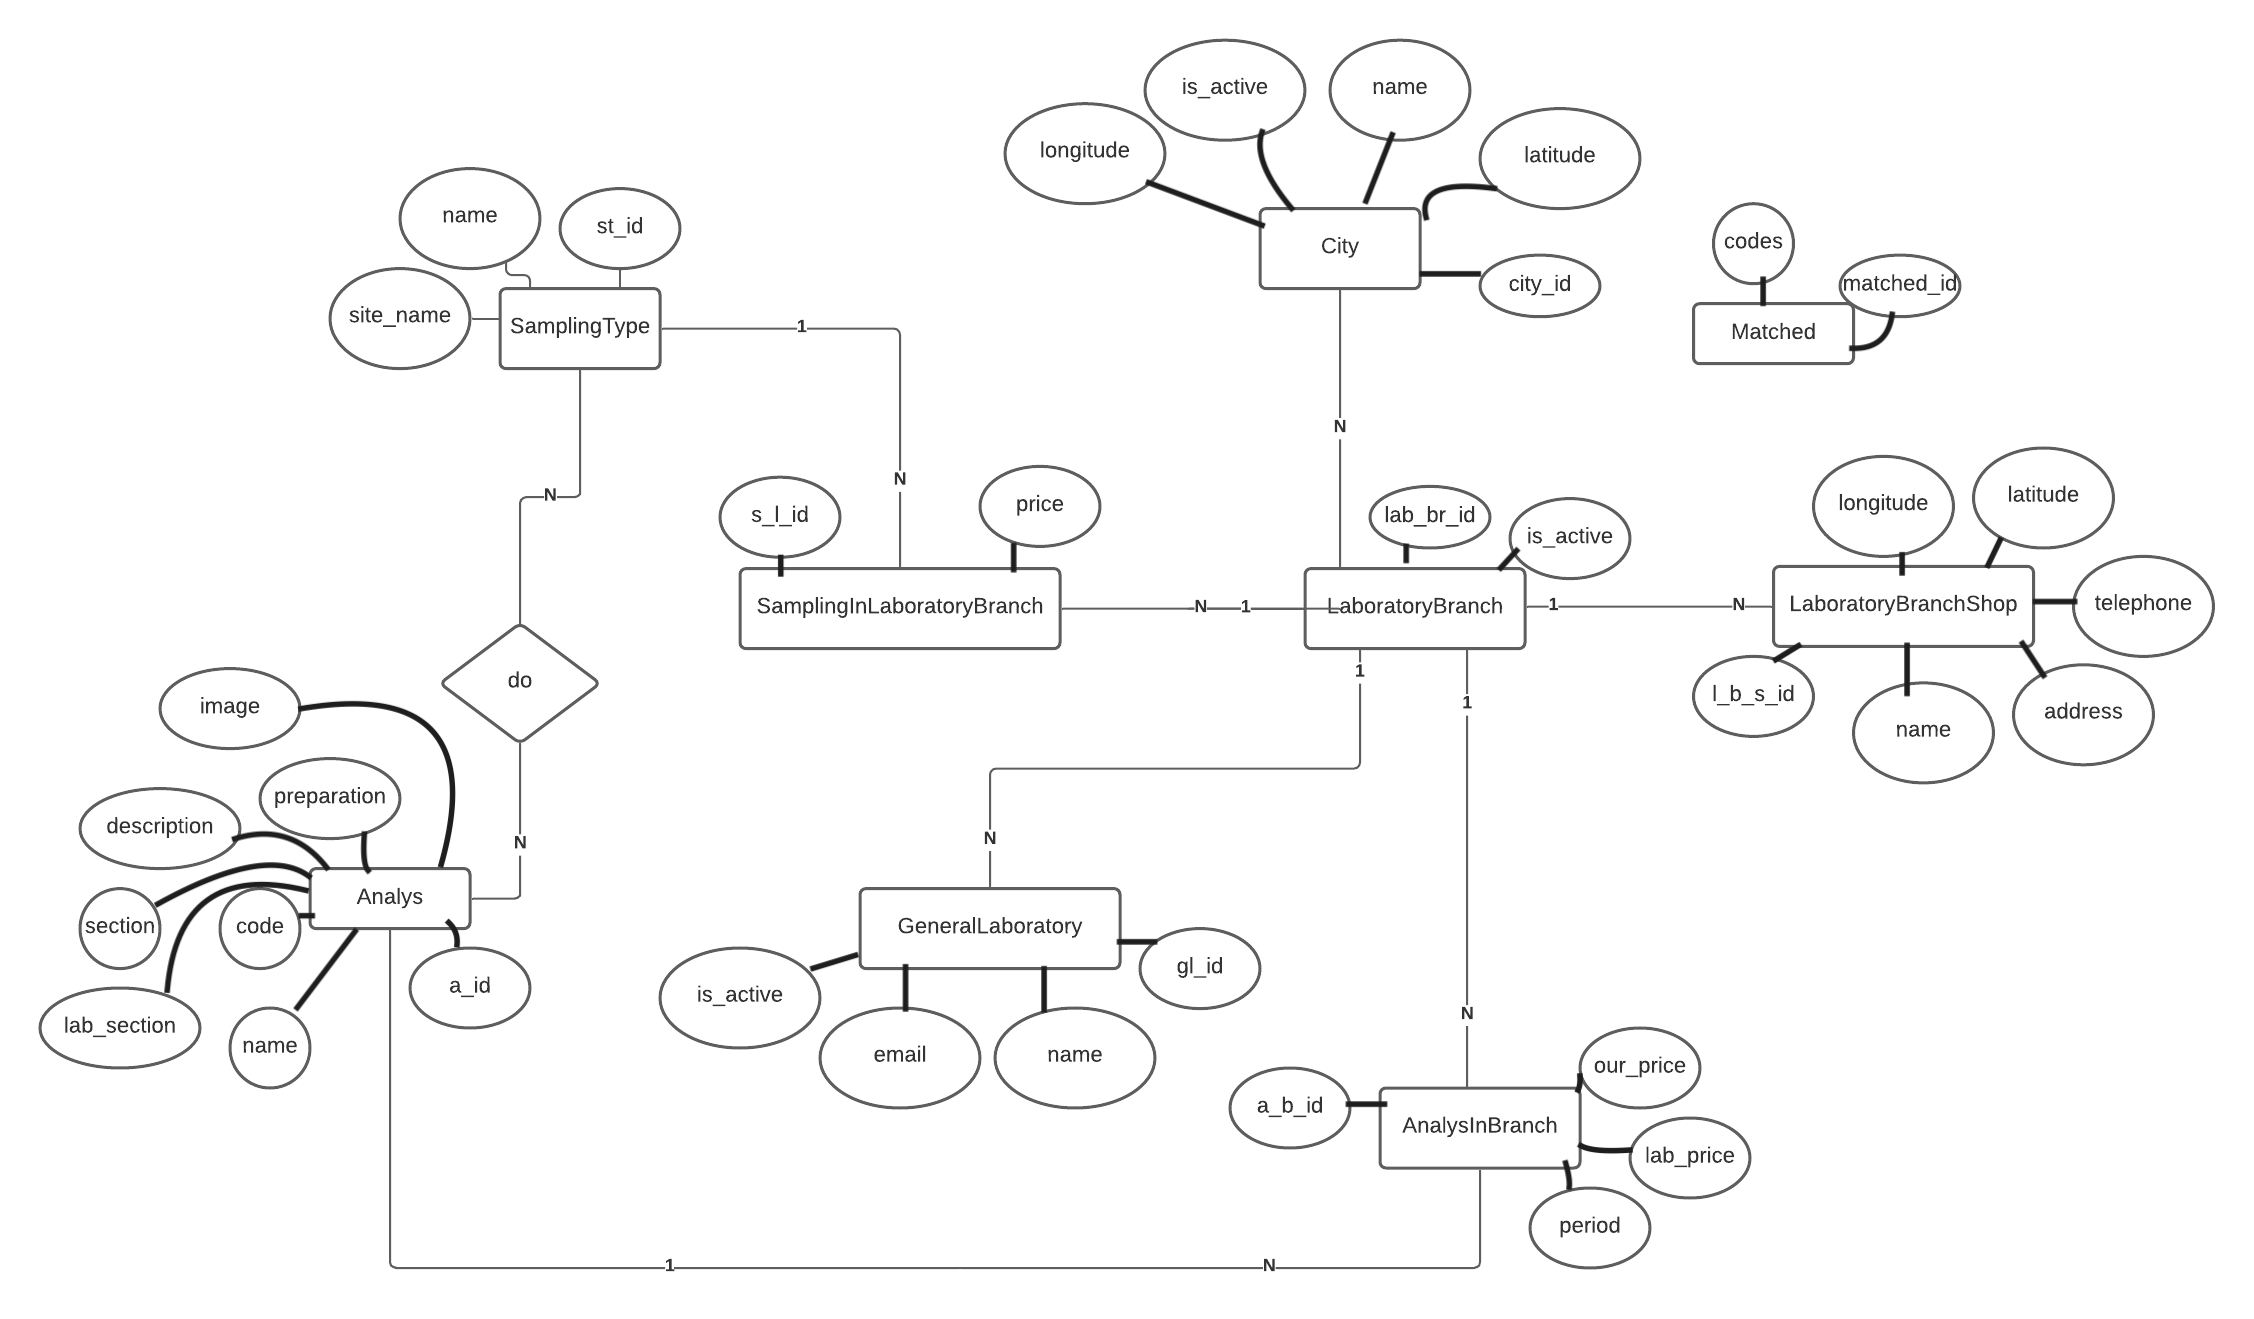 is_active
name
longitude
latitude
City
city_id
name
st_id
site_name
SamplingType
1
N
N
codes
matched_id
Matched
N
s_l_id
price
SamplingInLaboratoryBranch
N
1
lab_br_id
is_active
LaboratoryBranch
1
N
longitude
latitude
LaboratoryBranchShop
telephone
l_b_s_id
name
address
1
1
do
image
preparation
description
N
Analys
section
code
lab_section
name
a_id
N
GeneralLaboratory
gl_id
is_active
email
name
N
our_price
a_b_id
AnalysInBranch
lab_price
period
1
N